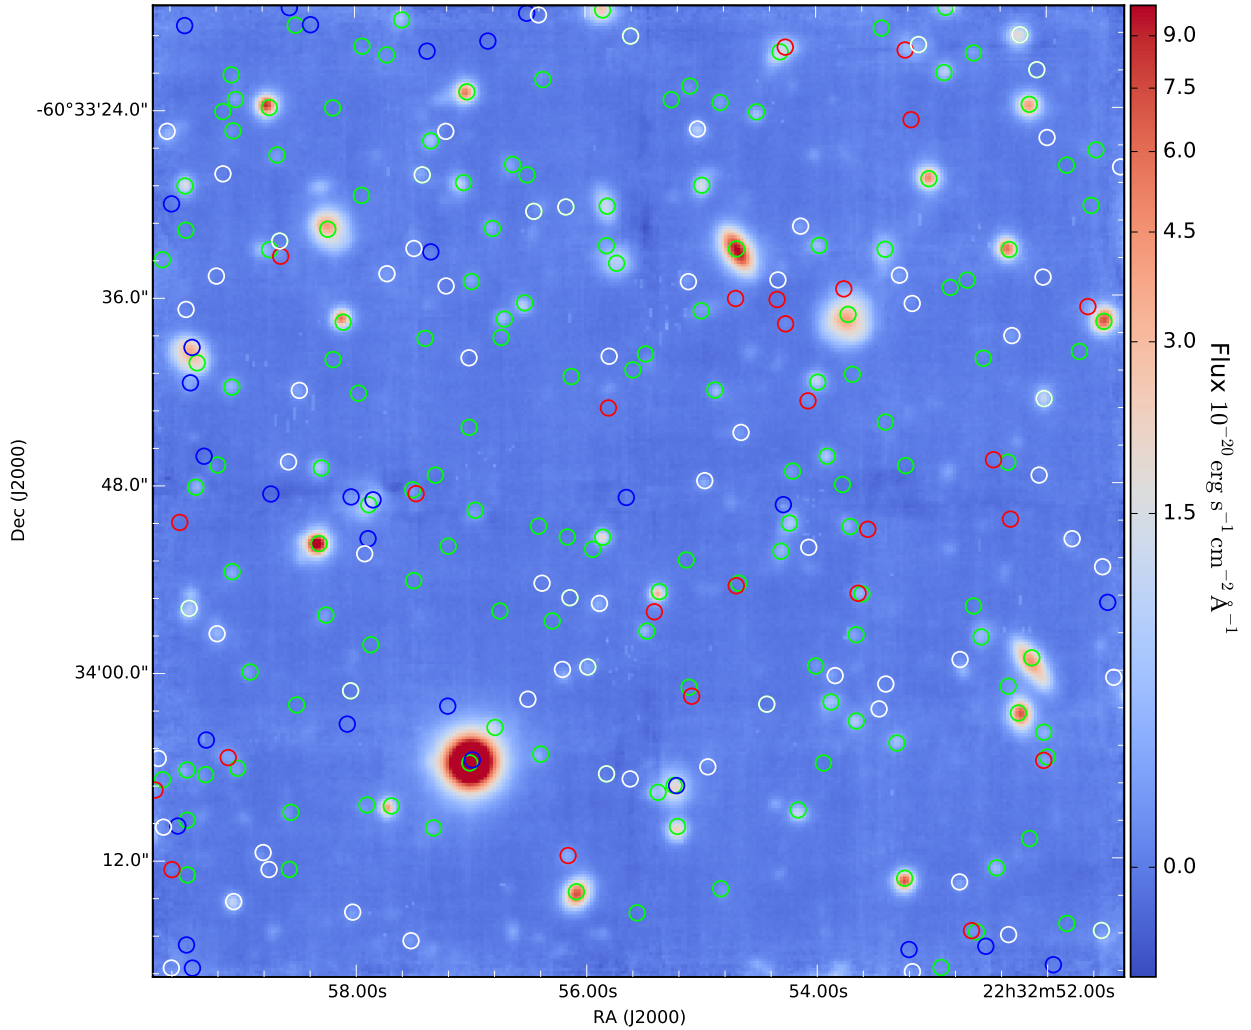 -60°33'24.0"
36.0"
48.0"
34'00.0"
12.0"
Dec (J2000)
58.00s
56.00s
54.00s
22h32m52.00s
RA (J2000)
9.0
7.5
6.0
4.5
3.0
1.5
0.0
Flux 10⁻²⁰ erg s⁻¹ cm⁻² Å⁻¹